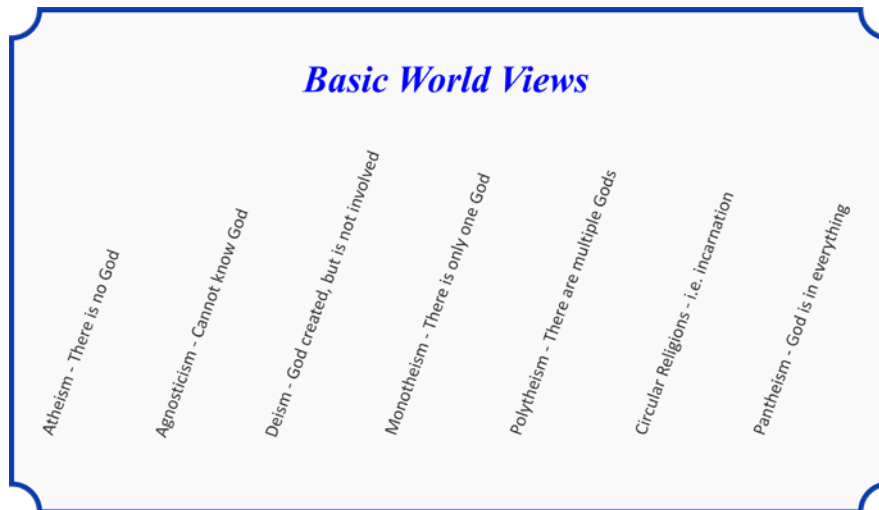 Basic World Views
Atheism - There is no God
Agnosticism - Cannot know God
Deism - God created, but is not involved
Monotheism - There is only one God
Polytheism - There are multiple Gods
Circular Religions - i.e. incarnation
Pantheism - God is in everything